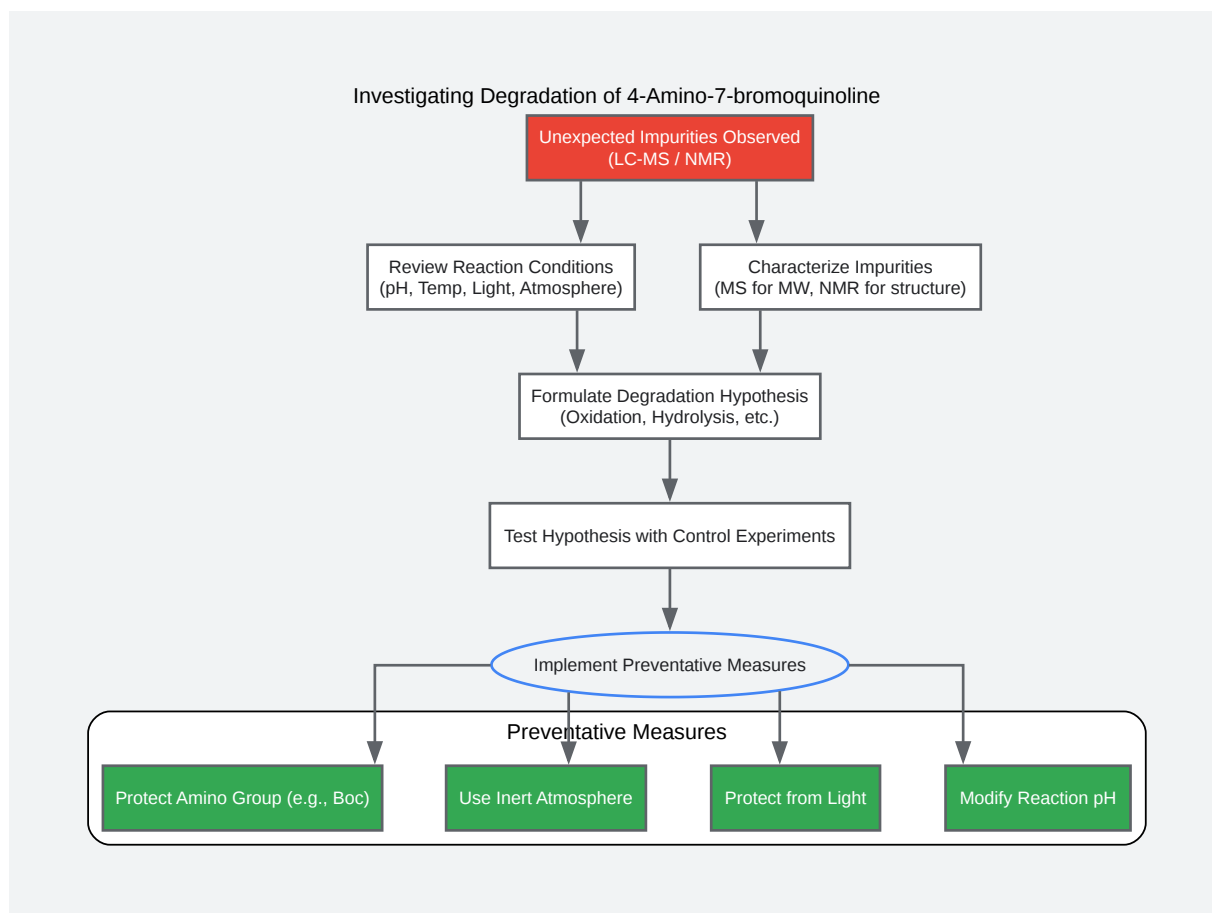 Investigating Degradation of 4-Amino-7-bromoquinoline
Unexpected Impurities Observed
(LC-MS / NMR)
Review Reaction Conditions
(pH, Temp, Light, Atmosphere)
Characterize Impurities
(MS for MW, NMR for structure)
Formulate Degradation Hypothesis
(Oxidation, Hydrolysis, etc.)
Test Hypothesis with Control Experiments
Implement Preventative Measures
Preventative Measures
Protect Amino Group (e.g., Boc)
Use Inert Atmosphere
Protect from Light
Modify Reaction pH